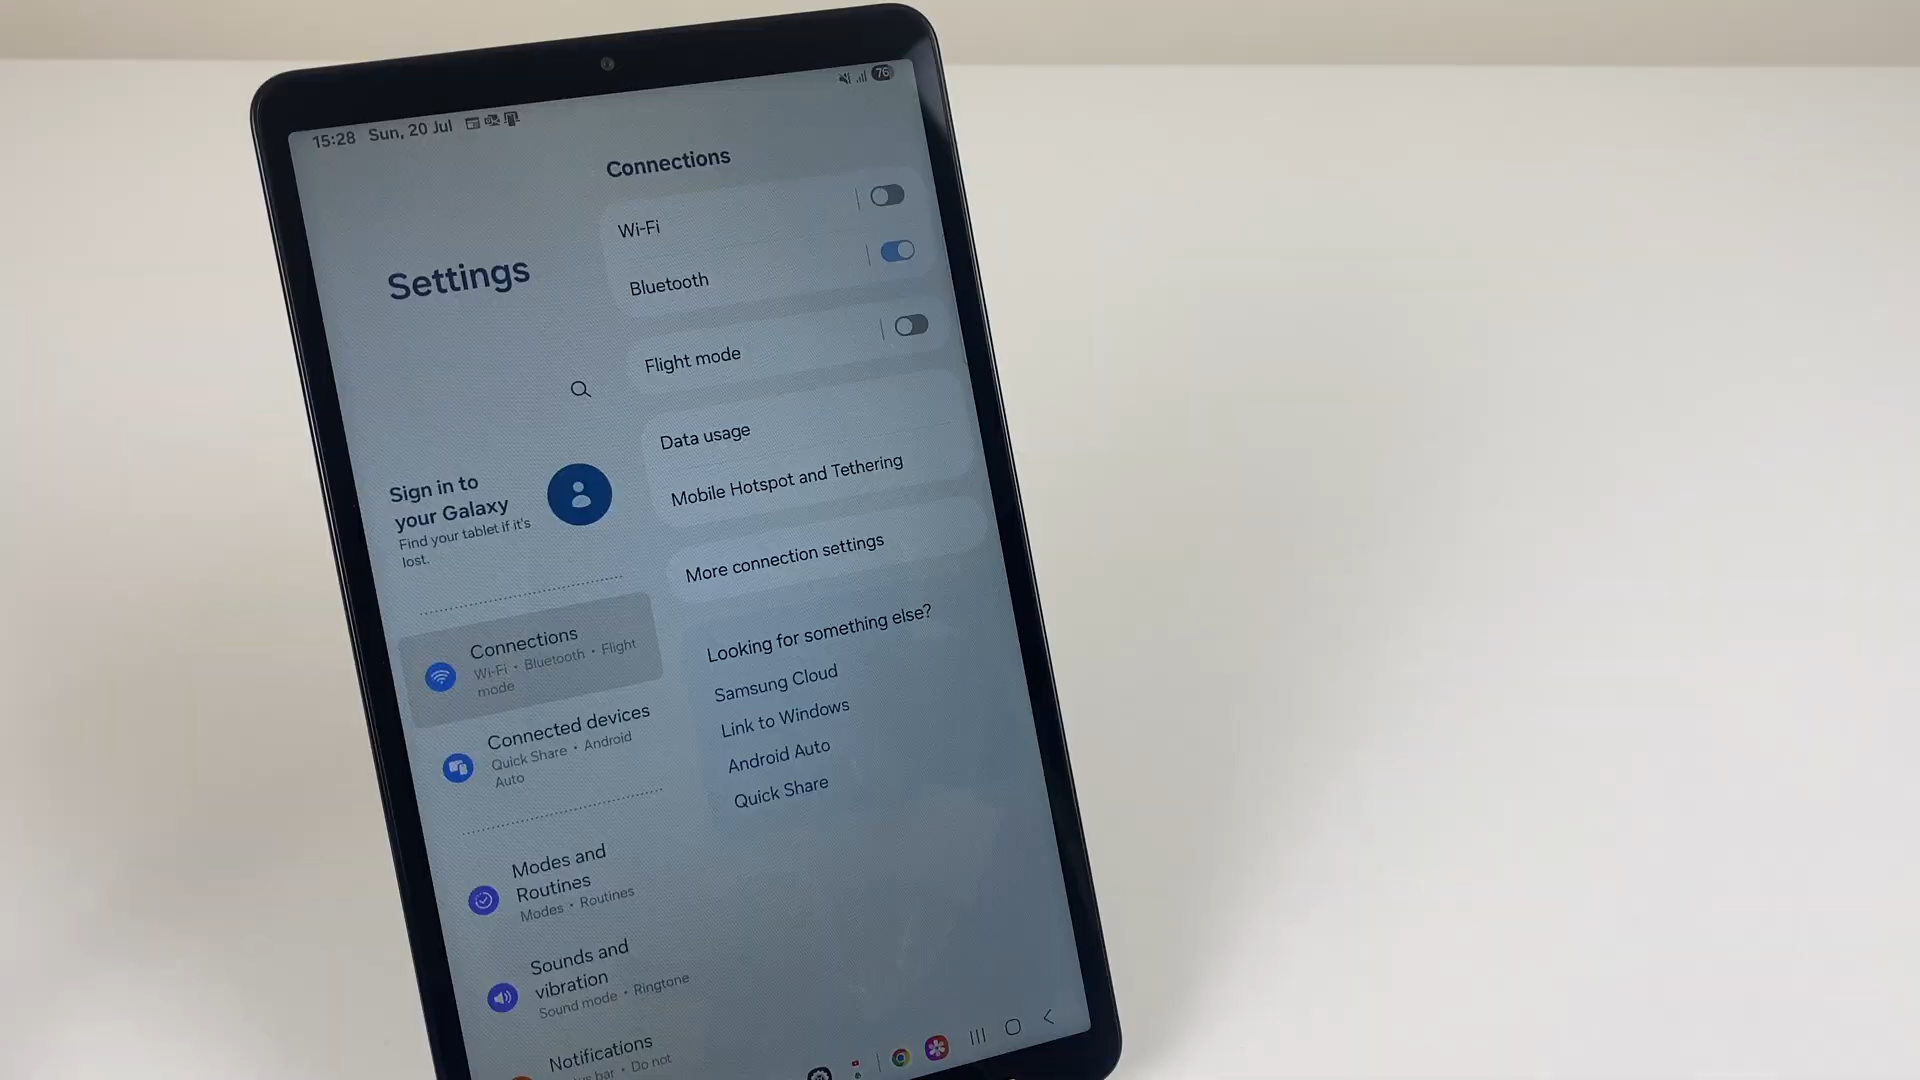 15:28 Sun, 20 Jul
76
Settings
Sign in to
your Galaxy
Find your tablet if it's
lost.
Connections
Wi-Fi • Bluetooth • Flight
mode
Connected devices
Quick Share • Android
Auto
Modes and
Routines
Modes • Routines
Sounds and
vibration
Sound mode • Ringtone
Notifications
bar • Do not
Connections
Wi-Fi
Bluetooth
Flight mode
Data usage
Mobile Hotspot and Tethering
More connection settings
Looking for something else?
Samsung Cloud
Link to Windows
Android Auto
Quick Share